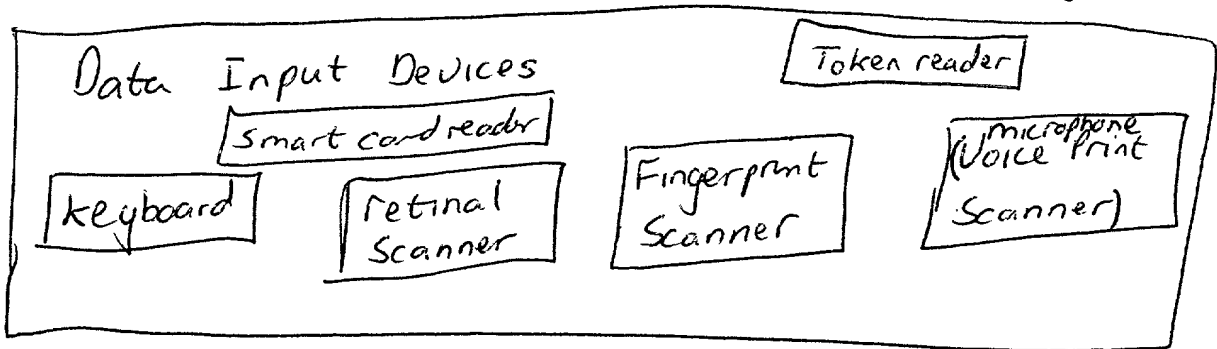 Data Input Devices
Token reader
Smart card reader
keyboard
retinal
Scanner
Fingerprint
Scanner
microphone
(Voice Print
Scanner)